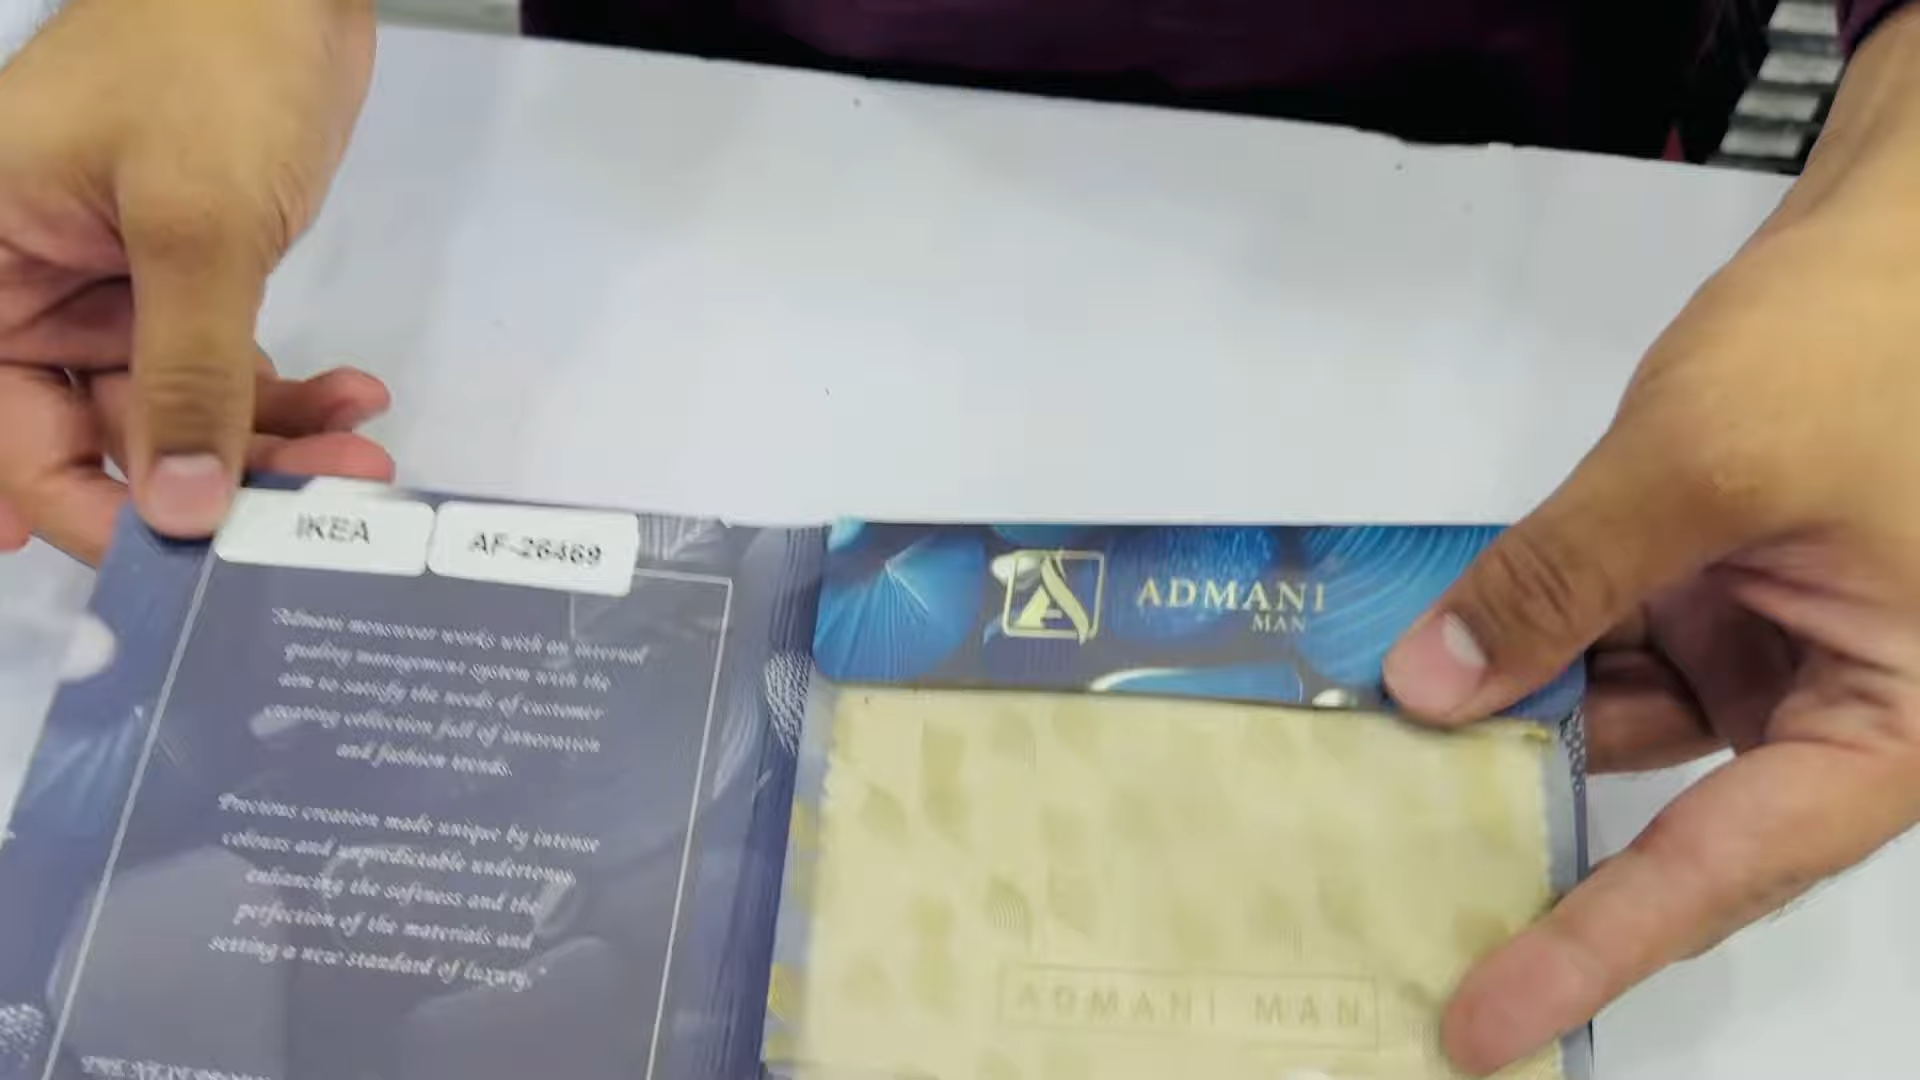 IKEA
AF-26469
"Admani menswear works with an internal
quality management system with the
aim to satisfy the needs of customer
creating collection full of innovation
and fashion trends.
Precious creation made unique by intense
colours and unpredictable undertones,
enhancing the softness and the
perfection of the materials and
setting a new standard of luxury."
ADMANI
MAN
ADMANI MAN